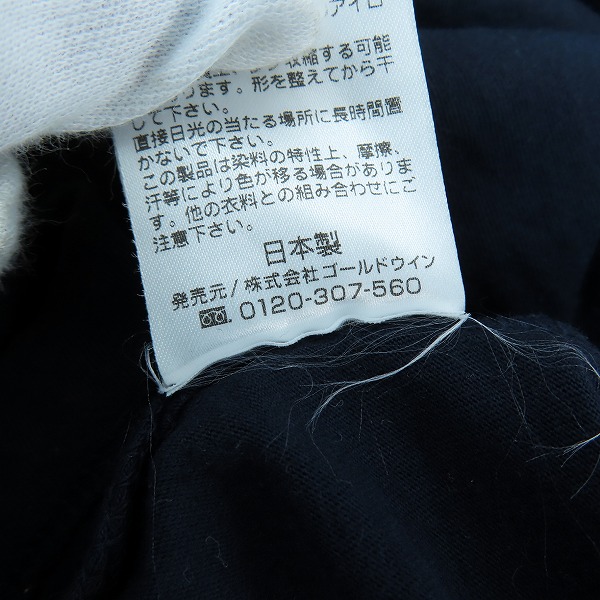 アイロ
収縮する可能
ります。形を整えてから干
して下さい。
直接日光の当たる場所に長時間置
かないで下さい。
この製品は染料の特性上、摩擦、
汗等により色が移る場合がありま
す。他の衣料との組み合わせにご
注意下さい。
日本製
発売元/株式会社ゴールドウイン
0120-307-560